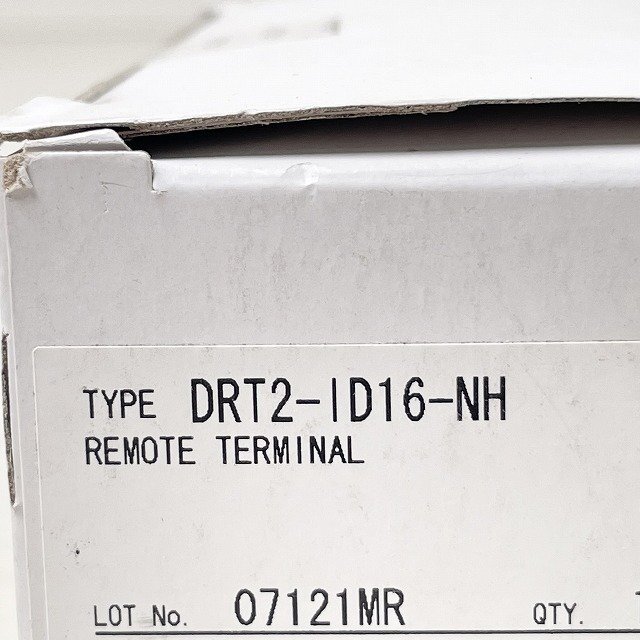 TYPE DRT2-ID16-NH
REMOTE TERMINAL
LOT No. 07121MR QTY.